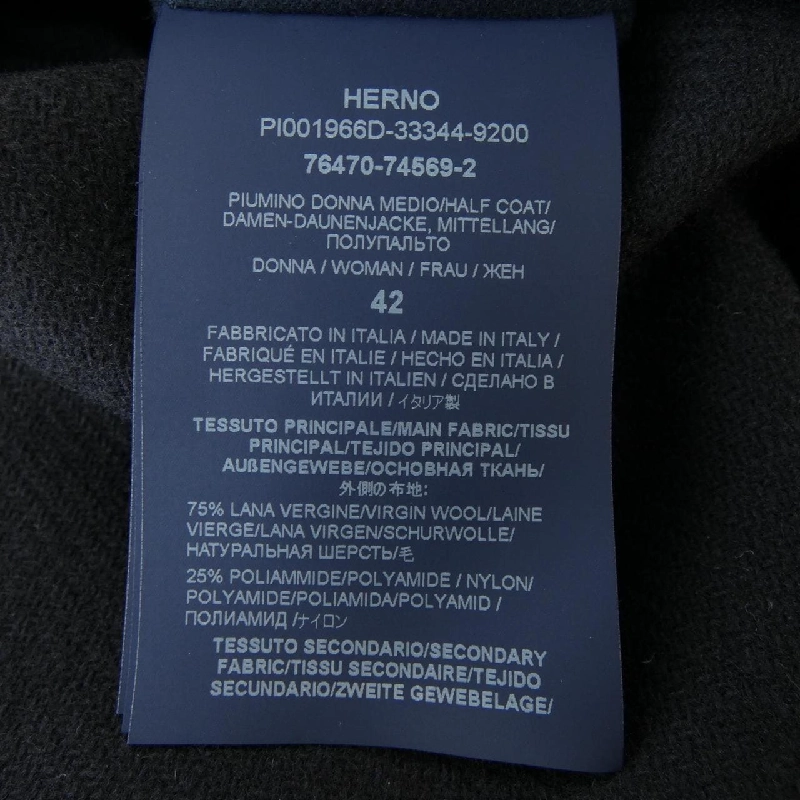 HERNO
PI001966D-33344-9200
76470-74569-2
PIUMINO DONNA MEDIO/HALF COAT/
DAMEN-DAUNENJACKE, MITTELLANG/
ПОЛУПАЛЬТО
DONNA / WOMAN / FRAU / ЖЕН
42
FABBRICATO IN ITALIA / MADE IN ITALY /
FABRIQUÉ EN ITALIE / HECHO EN ITALIA /
HERGESTELLT IN ITALIEN / СДЕЛАНО В
ИТАЛИИ / イタリア製
TESSUTO PRINCIPALE/MAIN FABRIC/TISSU
PRINCIPAL/TEJIDO PRINCIPAL/
AUßENGEWEBE/ОСНОВНАЯ ТКАНЬ/
外側の布地:
75% LANA VERGINE/VIRGIN WOOL/LAINE
VIERGE/LANA VIRGEN/SCHURWOLLE/
НАТУРАЛЬНАЯ ШЕРСТЬ/毛
25% POLIAMMIDE/POLYAMIDE / NYLON/
POLYAMIDE/POLIAMIDA/POLYAMID /
ПОЛИАМИД /ナイロン
TESSUTO SECONDARIO/SECONDARY
FABRIC/TISSU SECONDAIRE/TEJIDO
SECUNDARIO/ZWEITE GEWEBELAGE/